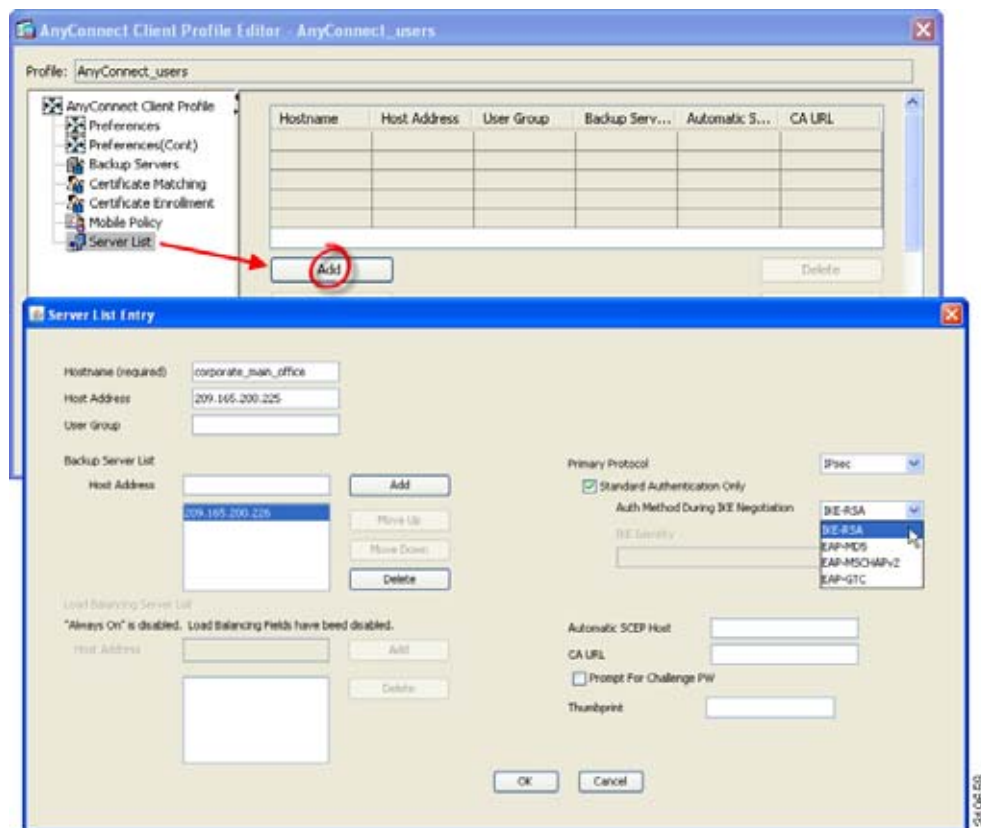 AnyConnect Client Profile Editor - AnyConnect_users
Profile: AnyConnect_users
AnyConnect Client Profile
Preferences
Preferences(Cont)
Backup Servers
Certificate Matching
Certificate Enrollment
Mobile Policy
Server List
Hostname Host Address User Group Backup Serv... Automatic S... CA URL
Add Delete
Server List Entry
Hostname (required) corporate_main_office
Host Address 209.165.200.225
User Group
Backup Server List
Host Address Add
209.165.200.226
Move Up
Move Down
Delete
Primary Protocol IPsec
Standard Authentication Only
Auth Method During IKE Negotiation IKE-RSA
IKE Identity
IKE-RSA
EAP-MD5
EAP-MSCHAPv2
EAP-GTC
Load Balancing Server List
"Always On" is disabled. Load Balancing Fields have beed disabled.
Host Address Add
Delete
Automatic SCEP Host
CA URL
Prompt For Challenge PW
Thumbprint
OK Cancel